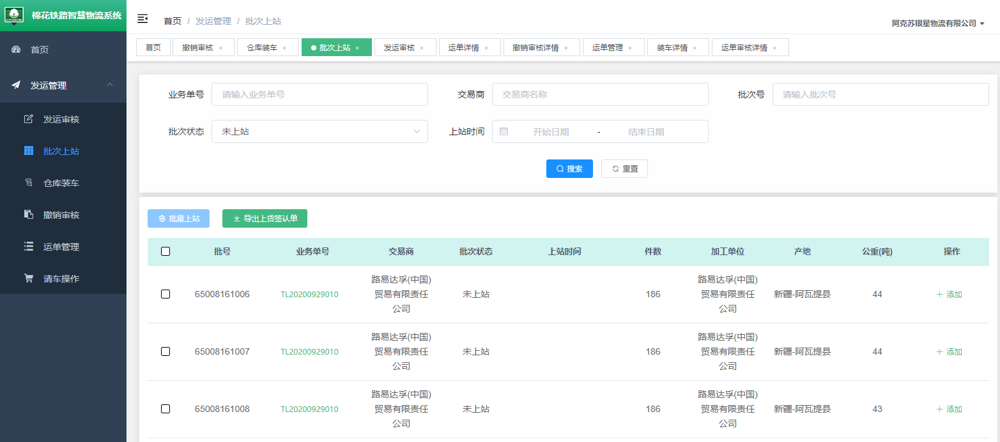 棉花铁路智慧物流系统
CNCE
首页 / 发运管理 / 批次上站
阿克苏银星物流有限公司
首页
撤销审核 ×
仓库装车 ×
批次上站 ×
发运审核 ×
运单详情 ×
撤销审核详情 ×
运单管理 ×
装车详情 ×
运单审核详情 ×
首页
发运管理
发运审核
批次上站
仓库装车
撤销审核
运单管理
请车操作
业务单号 请输入业务单号
交易商 交易商名称
批次号 请输入批次号
批次状态 未上站
上站时间 开始日期 - 结束日期
搜索
重置
批量上站
导出上货签认单
批号 业务单号 交易商 批次状态 上站时间 件数 加工单位 产地 公重(吨) 操作
路易达孚(中国) 路易达孚(中国)
65008161006 TL20200929010 贸易有限责任 未上站 186 贸易有限责任 新疆-阿瓦提县 44 + 添加
公司 公司
路易达孚(中国) 路易达孚(中国)
65008161007 TL20200929010 贸易有限责任 未上站 186 贸易有限责任 新疆-阿瓦提县 44 + 添加
公司 公司
路易达孚(中国) 路易达孚(中国)
65008161008 TL20200929010 贸易有限责任 未上站 186 贸易有限责任 新疆-阿瓦提县 43 + 添加
公司 公司